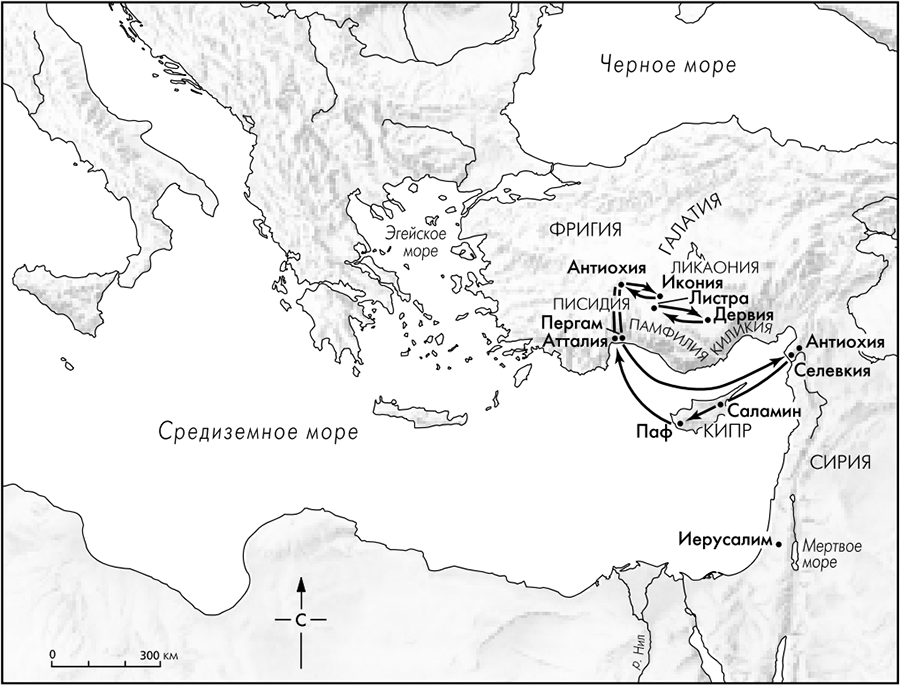 Черное море
Эгейское
море
ФРИГИЯ
ГАЛАТИЯ
Антиохия
ЛИКАОНИЯ
Икония
Листра
ПИСИДИЯ
Дервия
Пергам
ПАМФИЛИЯ
КИЛИКИЯ
Атталия
Антиохия
Селевкия
Саламин
Паф
КИПР
Средиземное море
СИРИЯ
Иерусалим
Мертвое
море
С
р. Нил
0 300 км